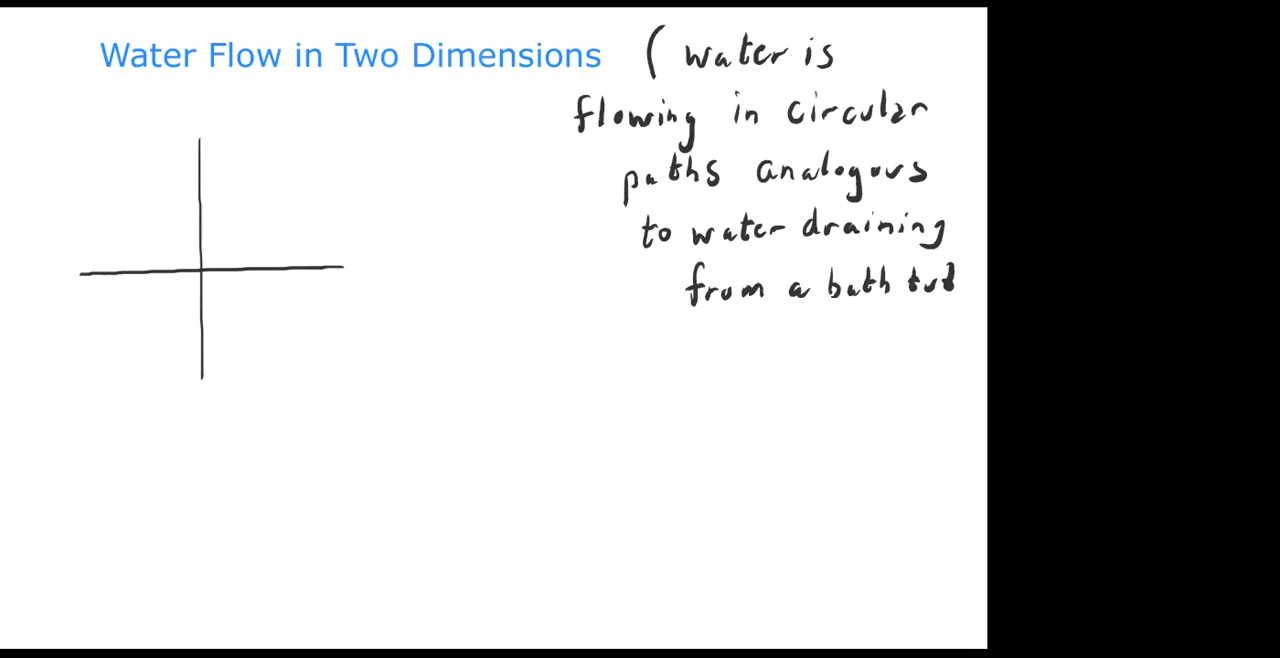 Water Flow in Two Dimensions (water is
flowing in circular
paths analogous
to water draining
from a bath tub